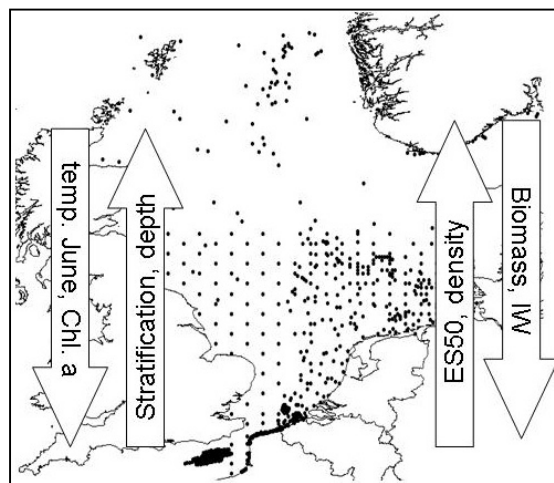 temp. June, Chl. a
Stratification, depth
ES50, density
Biomass, IW